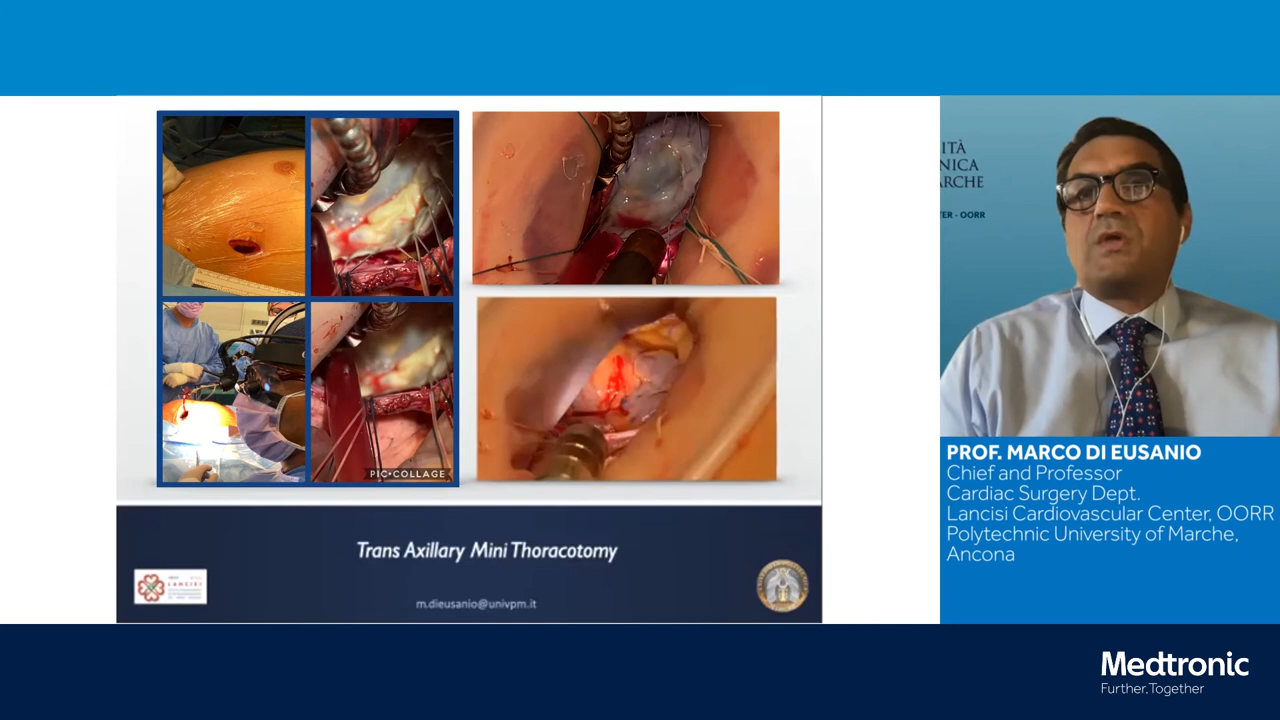 PIC•COLLAGE
Trans Axillary Mini Thoracotomy
LANCISI
m.dieusanio@univpm.it
ITÀ
NICA
ARCHE
TER - OORR
PROF. MARCO DI EUSANIO
Chief and Professor
Cardiac Surgery Dept.
Lancisi Cardiovascular Center, OORR
Polytechnic University of Marche,
Ancona
Medtronic
Further, Together